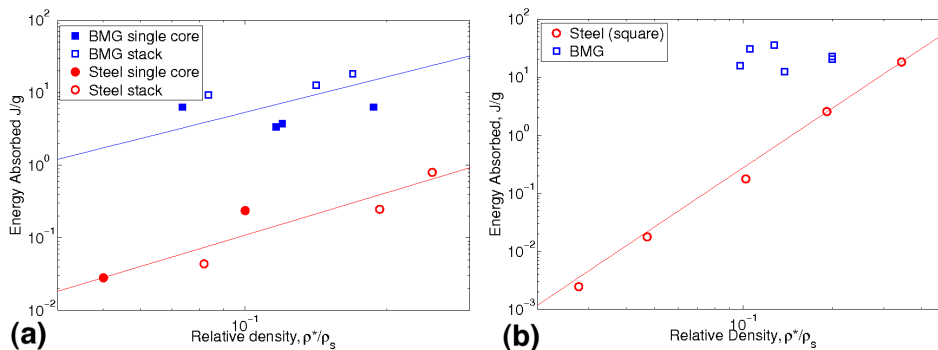 BMG single core
BMG stack
Steel single core
Steel stack
Energy Absorbed J/g
10^2
10^1
10^0
10^-1
10^-2
10^-1
Relative density, ρ*/ρ_s
(a)
Steel (square)
BMG
Energy Absorbed, J/g
10^2
10^1
10^0
10^-1
10^-2
10^-3
10^-1
Relative Density, ρ*/ρ_s
(b)